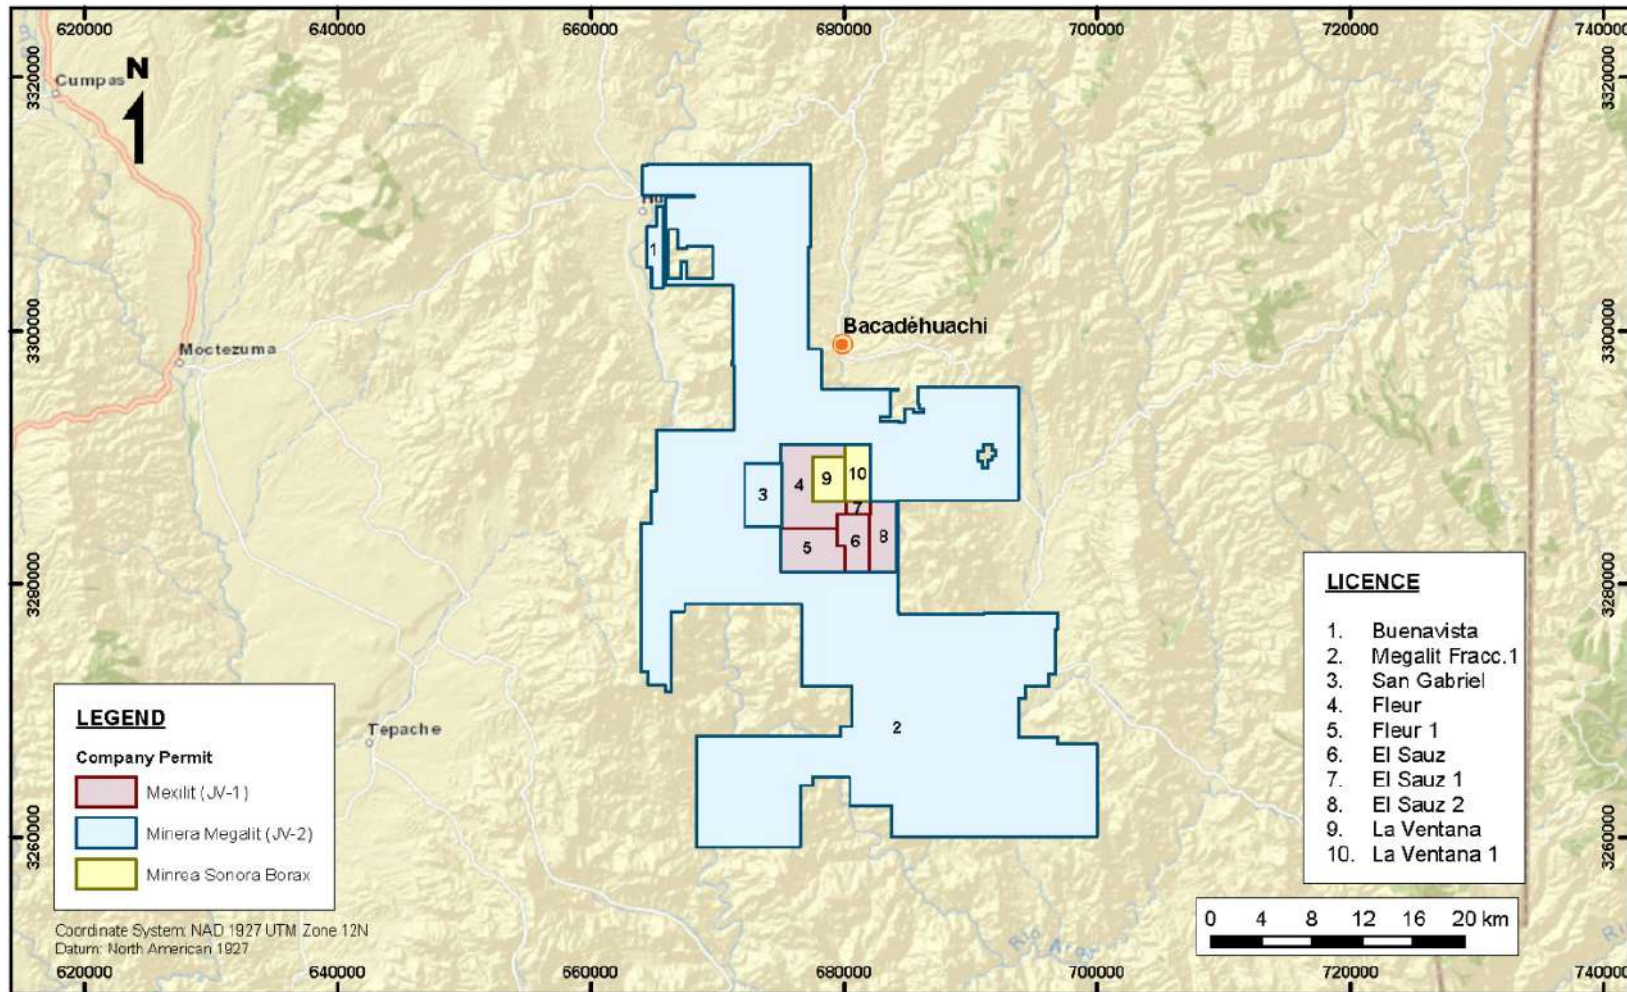 620000 640000 660000 680000 700000 720000 740000
3320000 3320000
Cumpas
N
Hu
1
3300000 3300000
Bacadéhuachi
Moctezuma
3 4 9 10
7
5 6 8
3280000 3280000
2
Tepache
LICENCE
1. Buenavista
2. Megalit Fracc.1
3. San Gabriel
4. Fleur
5. Fleur 1
6. El Sauz
7. El Sauz 1
8. El Sauz 2
9. La Ventana
10. La Ventana 1
LEGEND
Company Permit
Mexilit (JV-1)
Minera Megalit (JV-2)
Minrea Sonora Borax
3260000 3260000
0 4 8 12 16 20 km
Coordinate System: NAD 1927 UTM Zone 12N
Datum: North American 1927
Río
620000 640000 660000 680000 700000 720000 740000